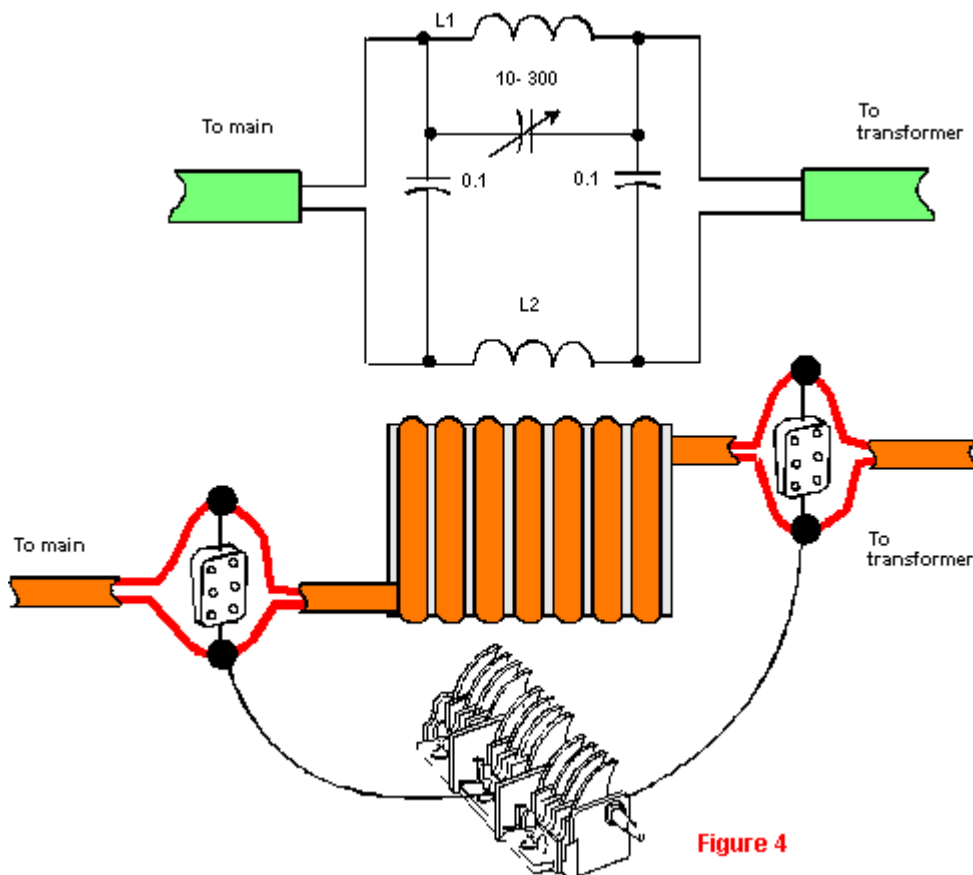 L1
10- 300
To main
To
transformer
0.1
0.1
L2
To main
To
transformer
Figure 4